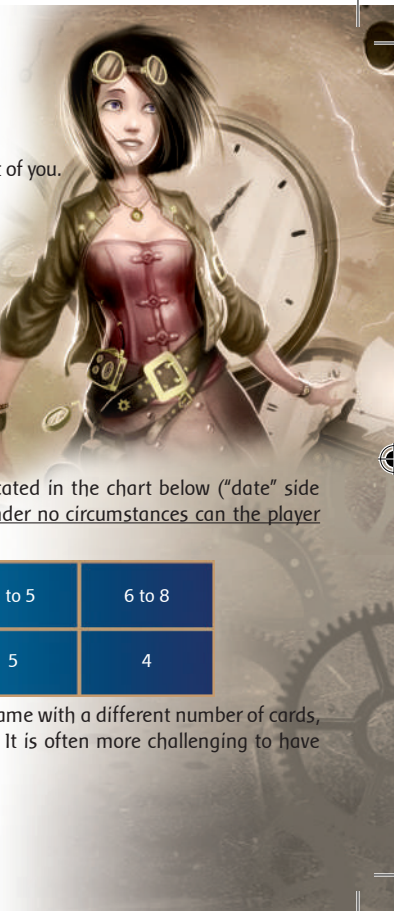 of you.
cated in the chart below (“date” side
nder no circumstances can the player
to 5
6 to 8
5
4
ame with a different number of cards,
It is often more challenging to have